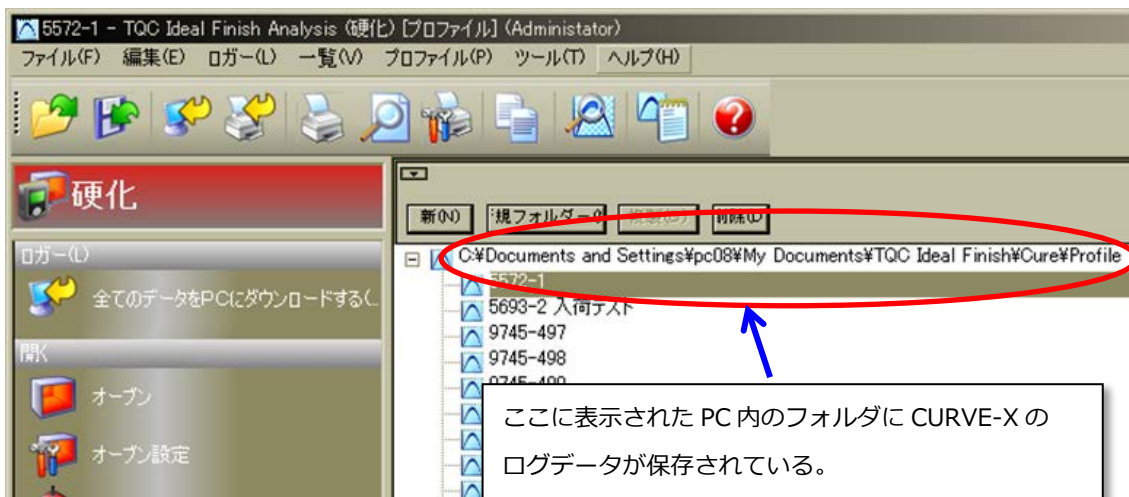 5572-1 - TQC Ideal Finish Analysis (硬化) [プロファイル] (Administator)
ファイル(F) 編集(E) ロガー(L) 一覧(V) プロファイル(P) ツール(T) ヘルプ(H)
硬化
新(N) 規フォルダー 削除(D
ロガー(L)
全てのデータをPCにダウンロードする(L
開く
オーブン
オーブン設定
C:¥Documents and Settings¥pc08¥My Documents¥TQC Ideal Finish¥Cure¥Profile
5572-1
5693-2 入荷テスト
9745-497
9745-498
9745-499
ここに表示された PC 内のフォルダに CURVE-X の
ログデータが保存されている。